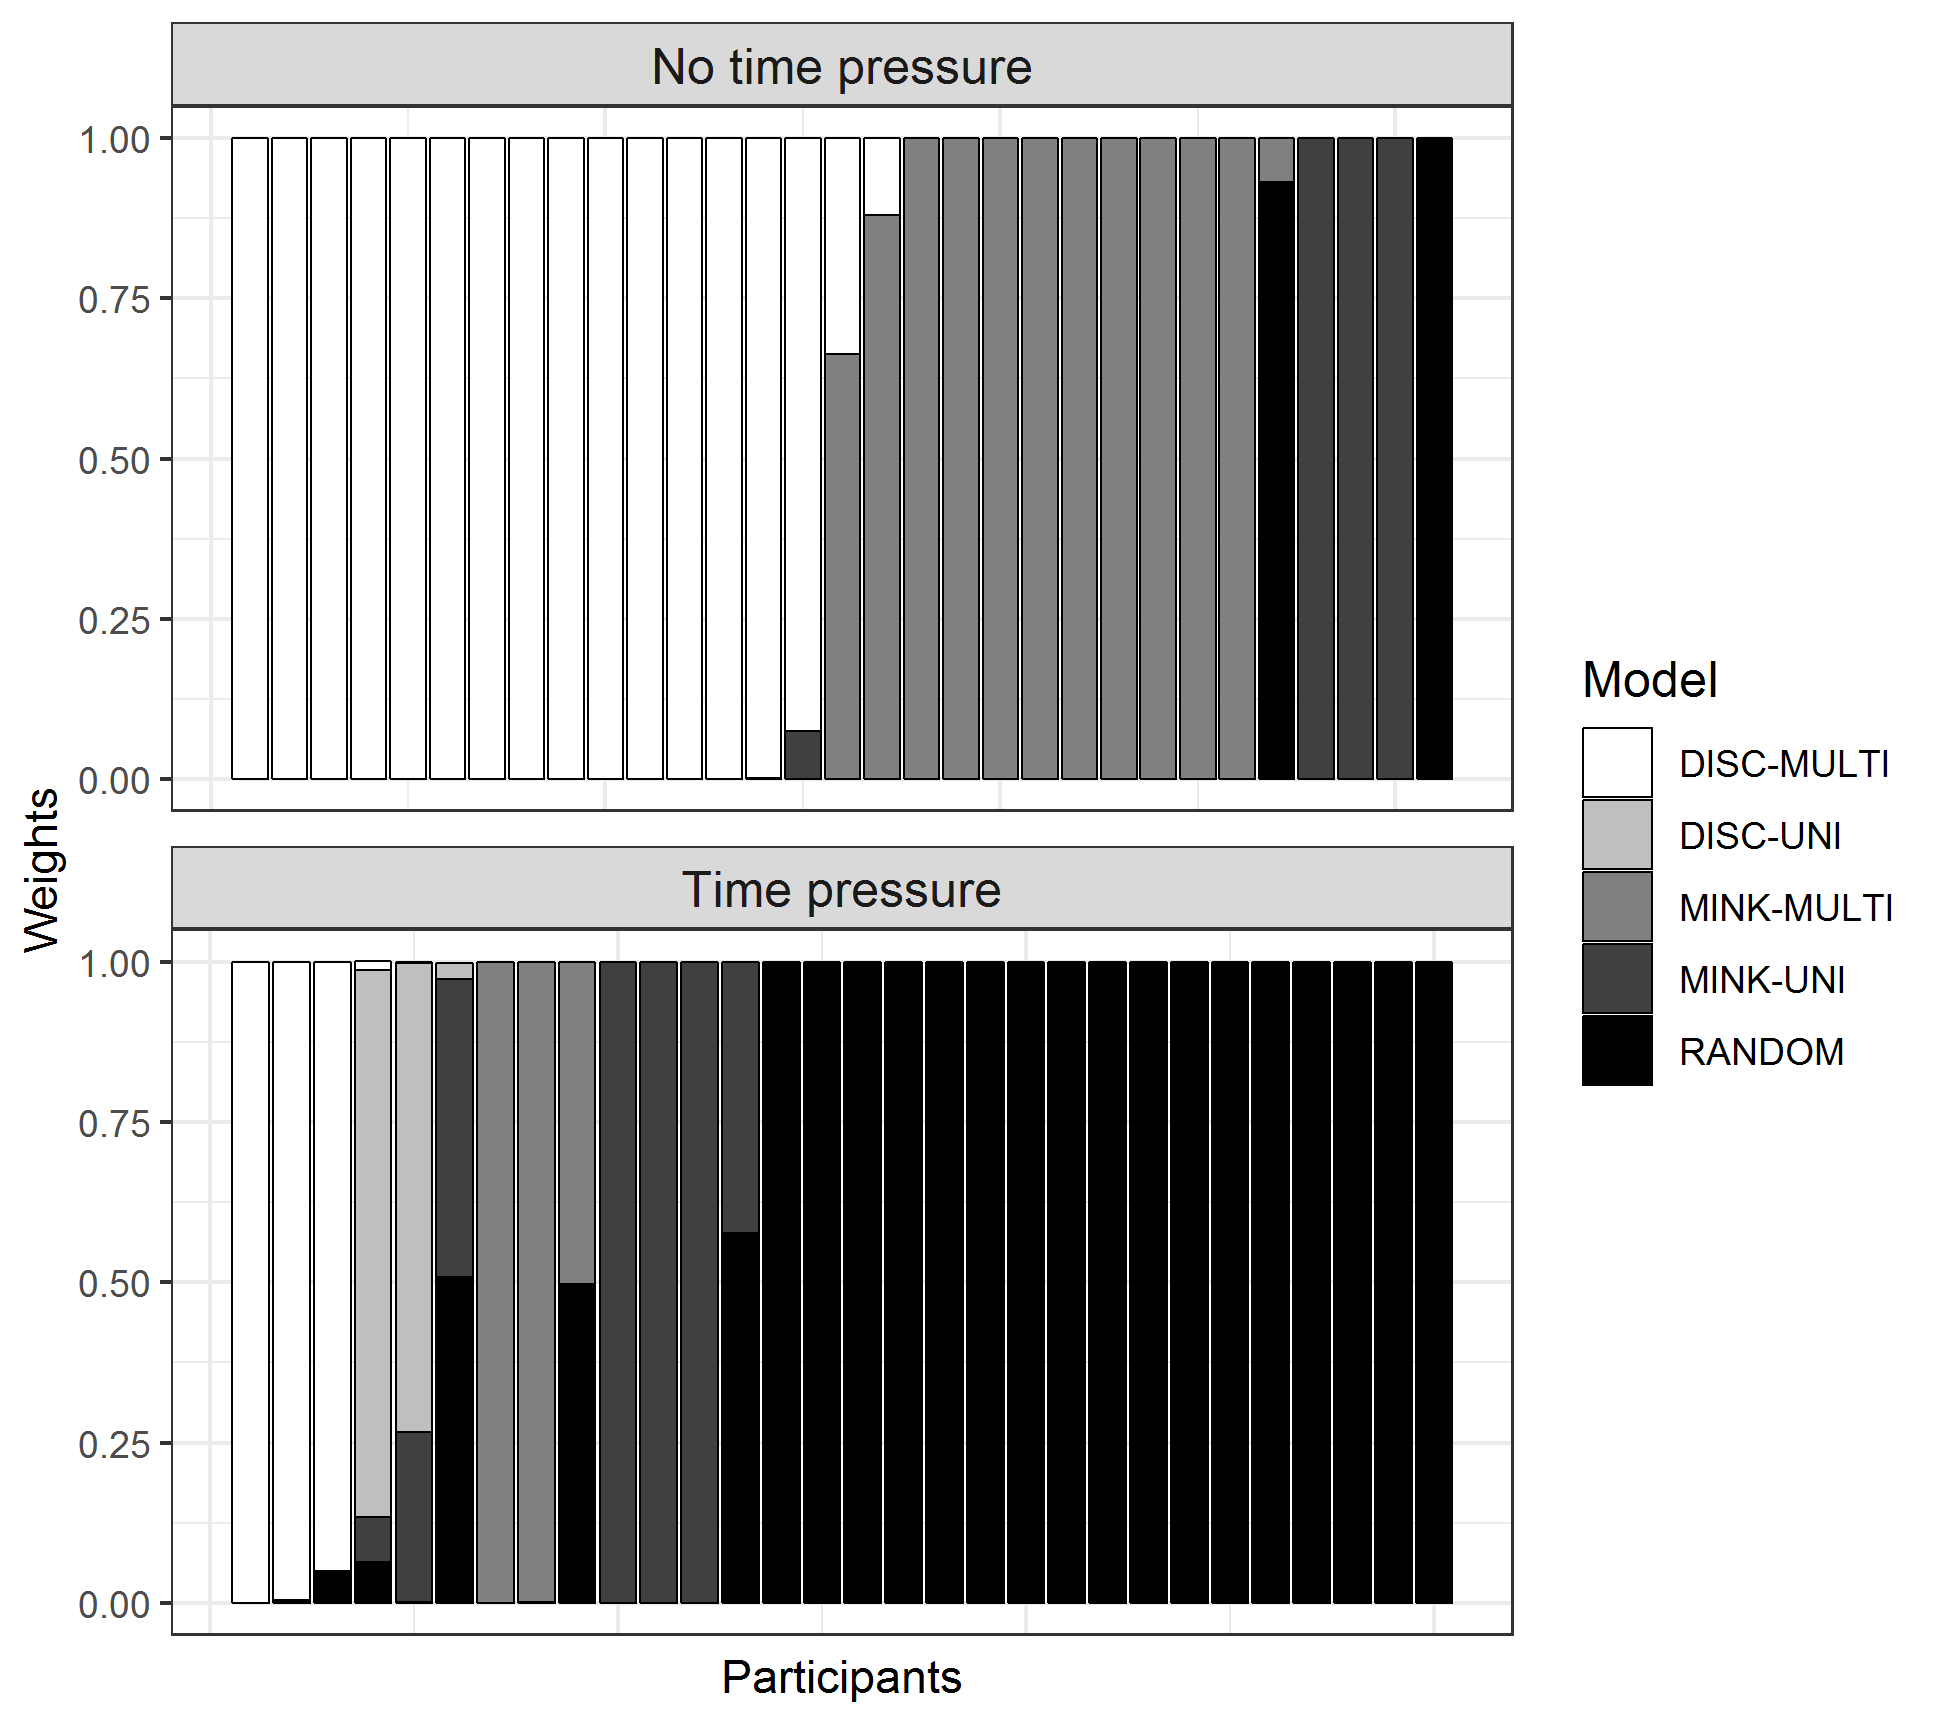 No time pressure
1.00
0.75
0.50
0.25
0.00
Time pressure
1.00
0.75
0.50
0.25
0.00
Weights
Participants
Model
DISC-MULTI
DISC-UNI
MINK-MULTI
MINK-UNI
RANDOM